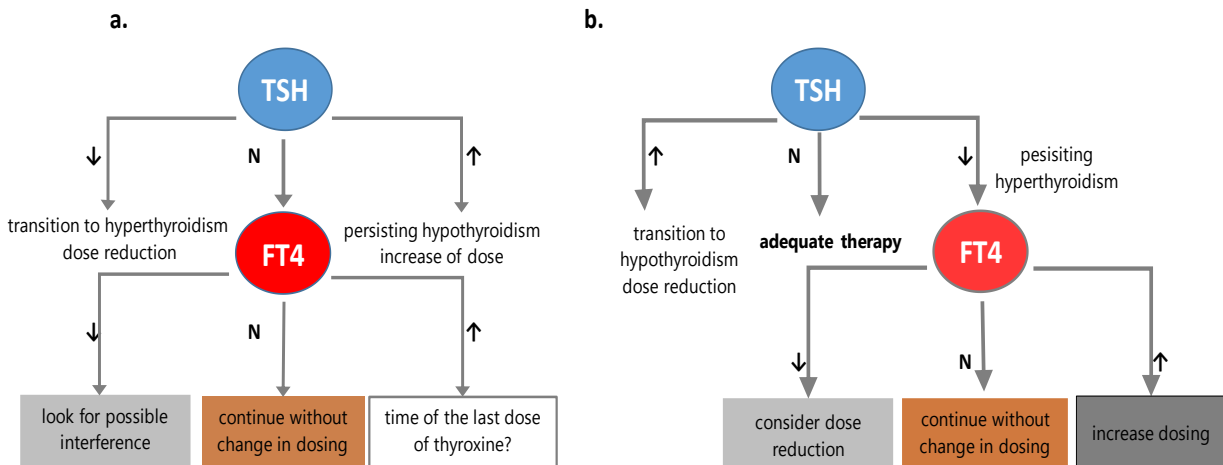 a.
TSH
↓
N
↑
transition to hyperthyroidism
dose reduction
FT4
persisting hypothyroidism
increase of dose
↓
N
↑
look for possible
interference
continue without
change in dosing
time of the last dose
of thyroxine?
b.
TSH
↑
N
↓
pesisiting
hyperthyroidism
transition to
hypothyroidism
dose reduction
adequate therapy
FT4
↓
N
↑
consider dose
reduction
continue without
change in dosing
increase dosing